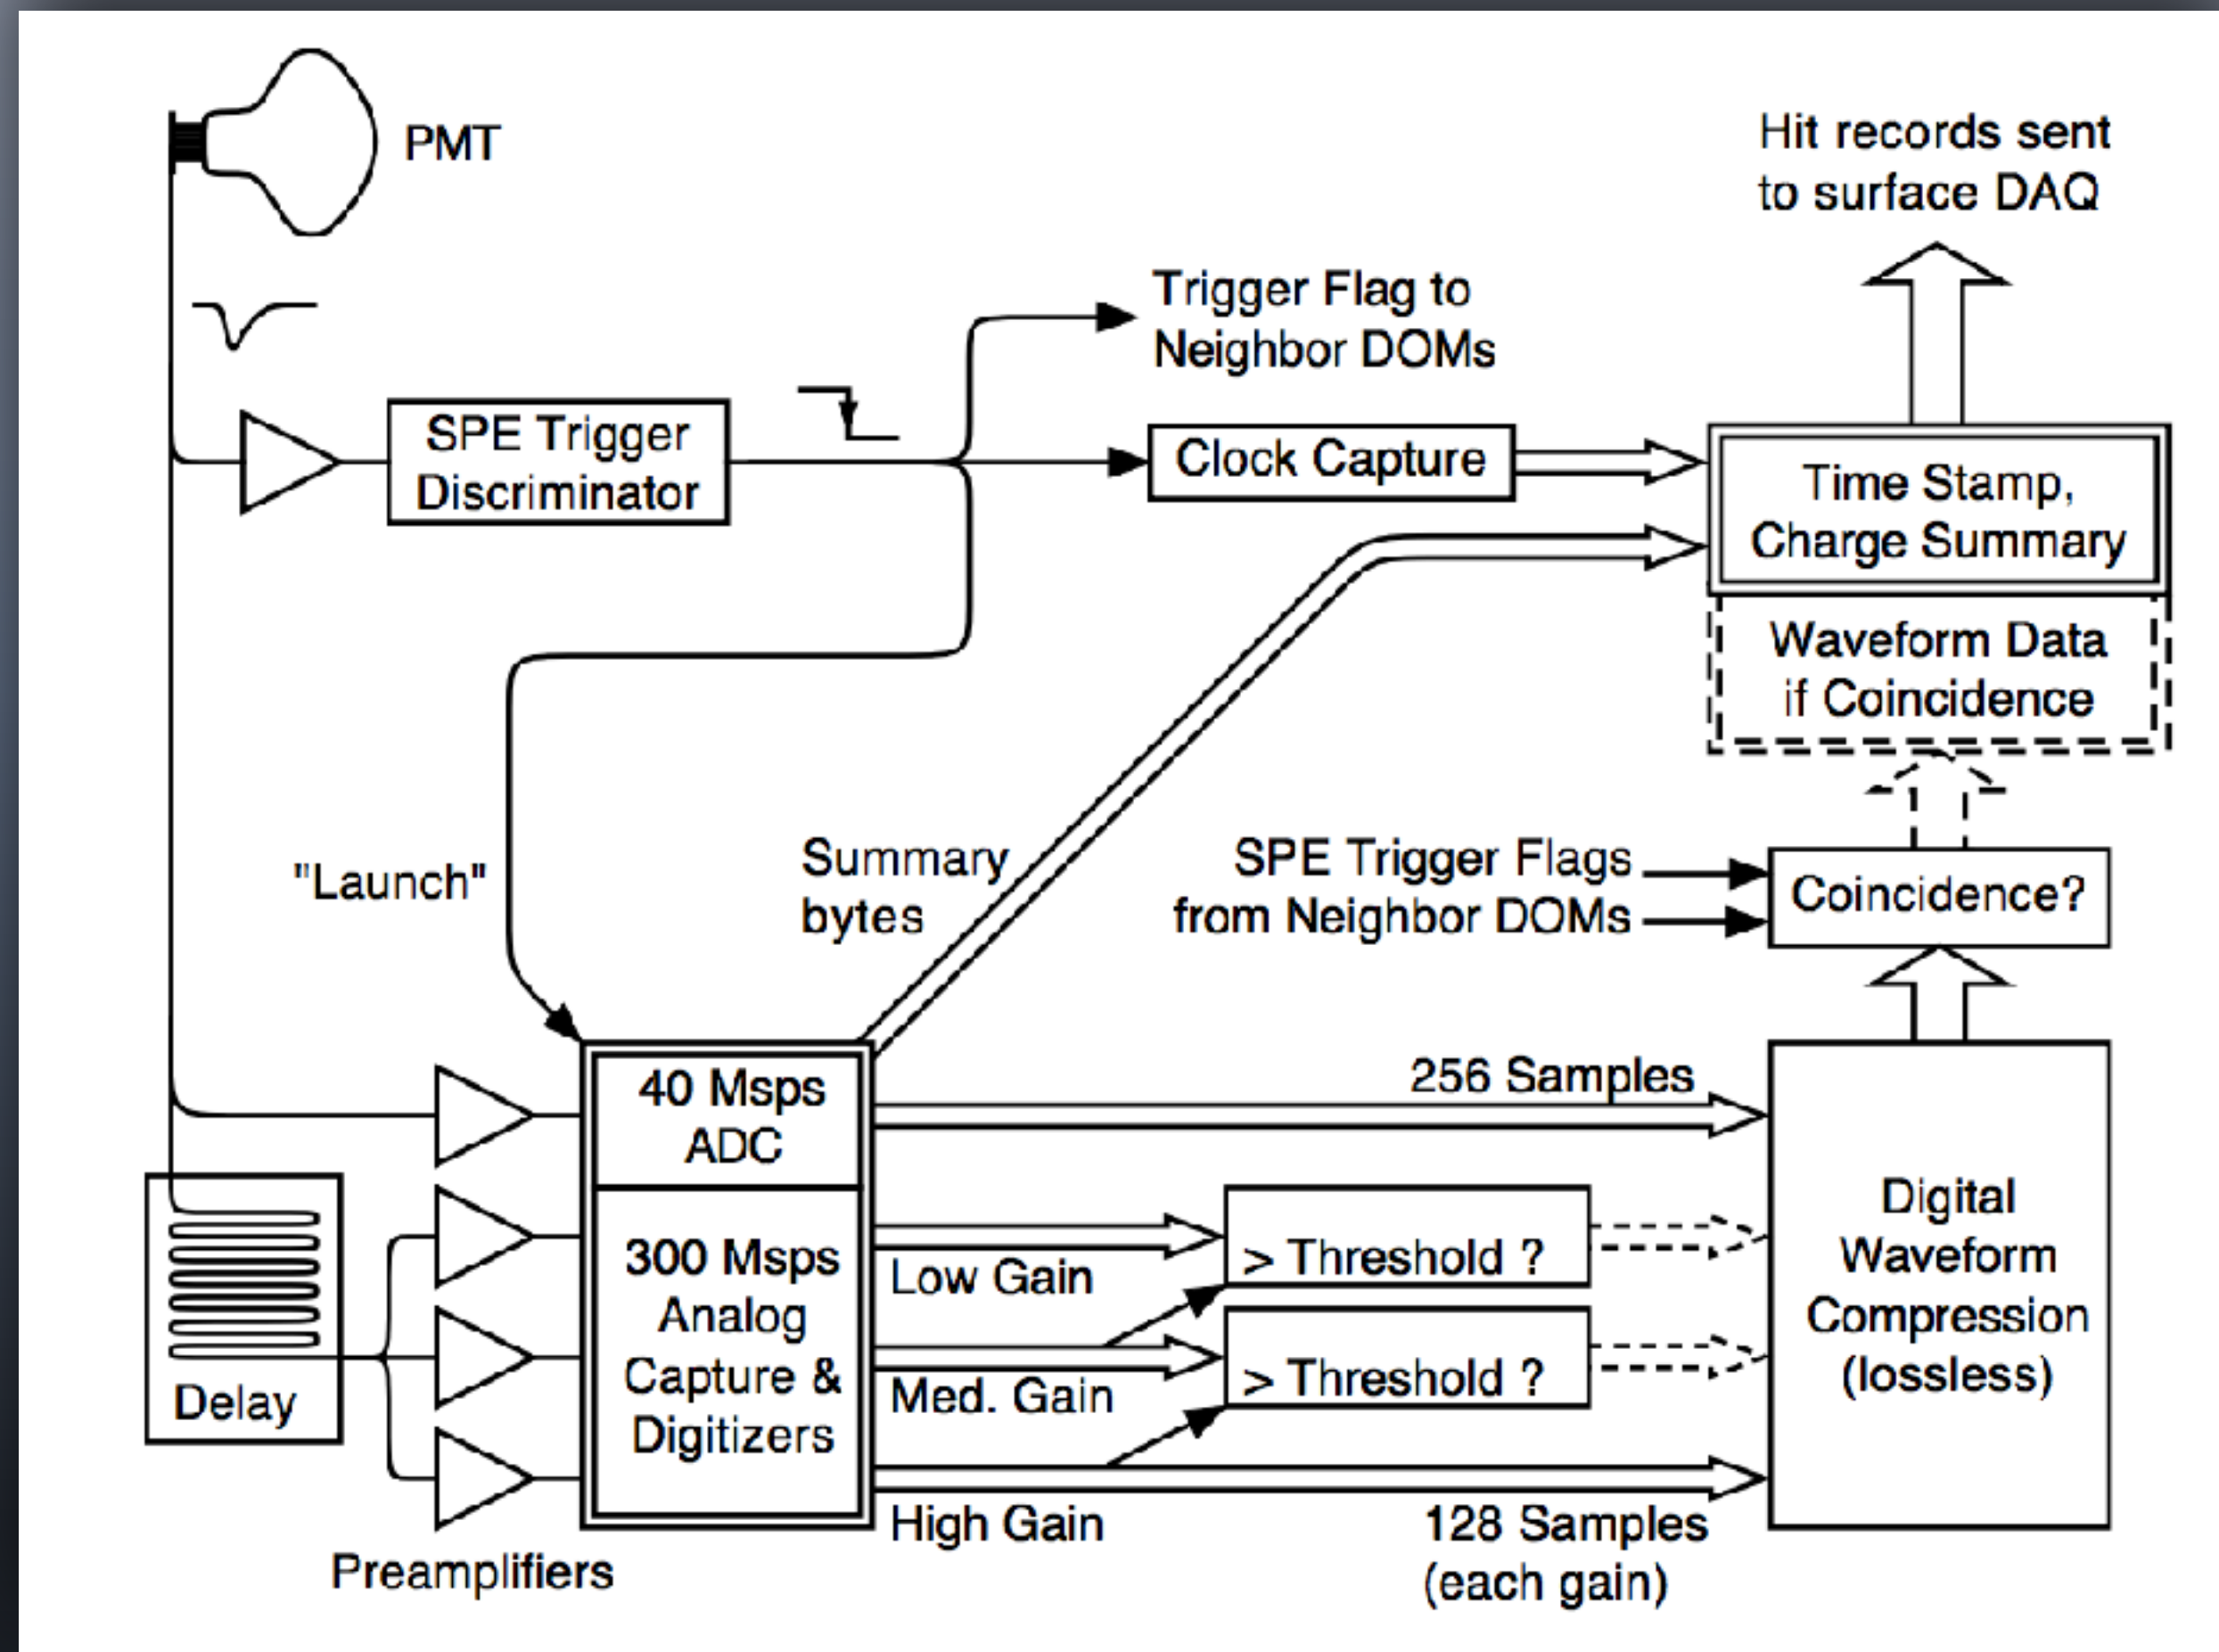 PMT
Hit records sent
to surface DAQ
Trigger Flag to
Neighbor DOMs
SPE Trigger
Discriminator
Clock Capture
Time Stamp,
Charge Summary
Waveform Data
if Coincidence
"Launch"
Summary
bytes
SPE Trigger Flags
from Neighbor DOMs
Coincidence?
40 Msps
ADC
256 Samples
300 Msps
Analog
Capture &
Digitizers
Low Gain
> Threshold ?
Med. Gain
> Threshold ?
High Gain
128 Samples
(each gain)
Digital
Waveform
Compression
(lossless)
Delay
Preamplifiers